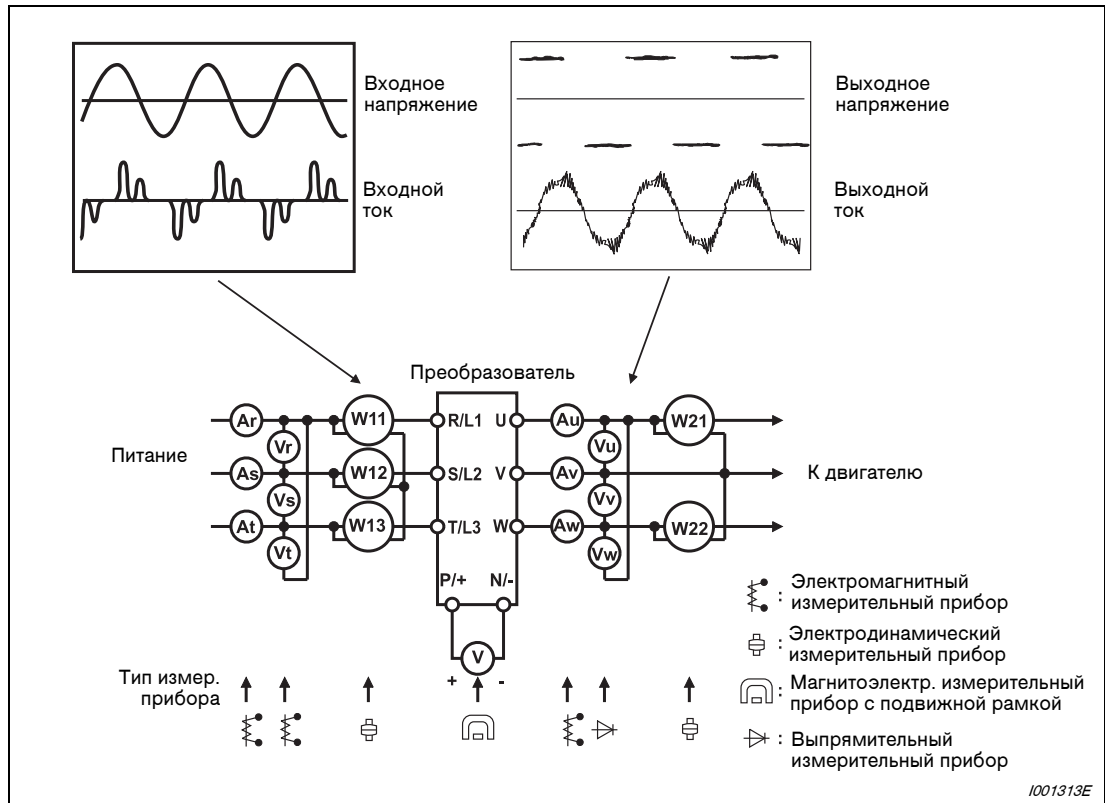 Входное
напряжение
Входной
ток
Выходное
напряжение
Выходной
ток
Преобразователь
Питание
Ar
Vr
As
Vs
At
Vt
W11
W12
W13
R/L1 U
S/L2 V
T/L3 W
P/+ N/-
V
+ -
Au
Vu
Av
Vv
Aw
Vw
W21
W22
К двигателю
Тип измер.
прибора
: Электромагнитный
измерительный прибор
: Электродинамический
измерительный прибор
: Магнитоэлектр. измерительный
прибор с подвижной рамкой
: Выпрямительный
измерительный прибор
I001313E